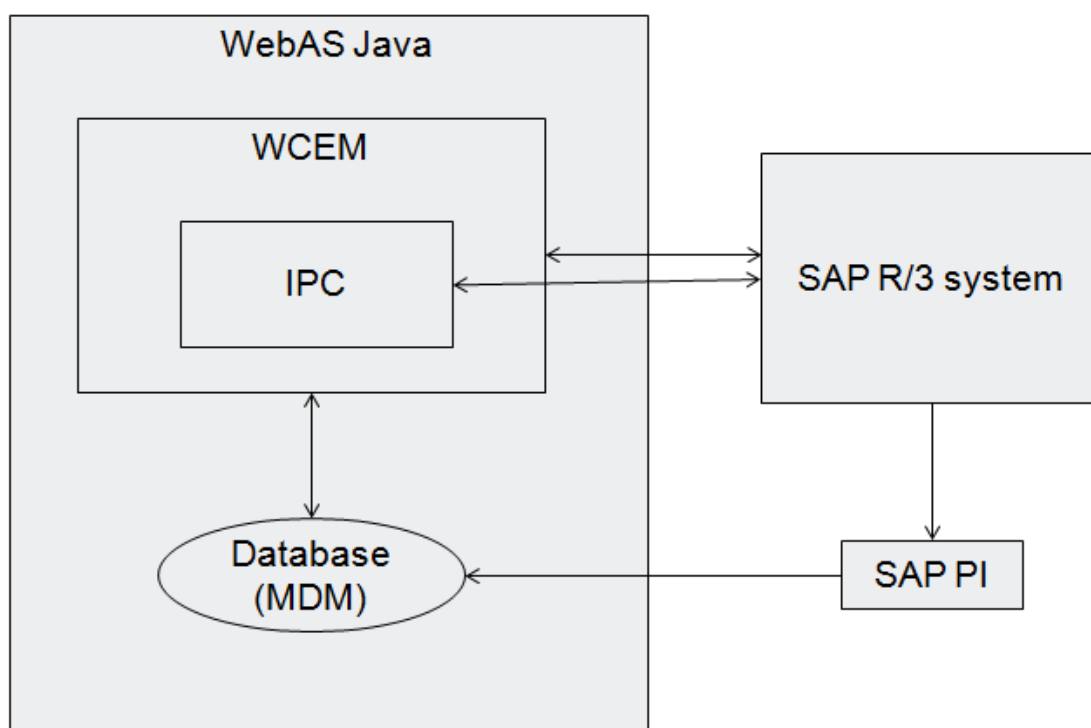 WebAS Java
WCEM
IPC
SAP R/3 system
Database
(MDM)
SAP PI